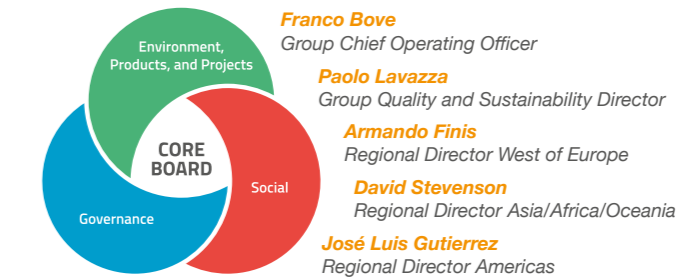 Environment,
Products, and Projects
CORE
BOARD
Social
Governance
Franco Bove
Group Chief Operating Officer
Paolo Lavazza
Group Quality and Sustainability Director
Armando Finis
Regional Director West of Europe
David Stevenson
Regional Director Asia/Africa/Oceania
José Luis Gutierrez
Regional Director Americas